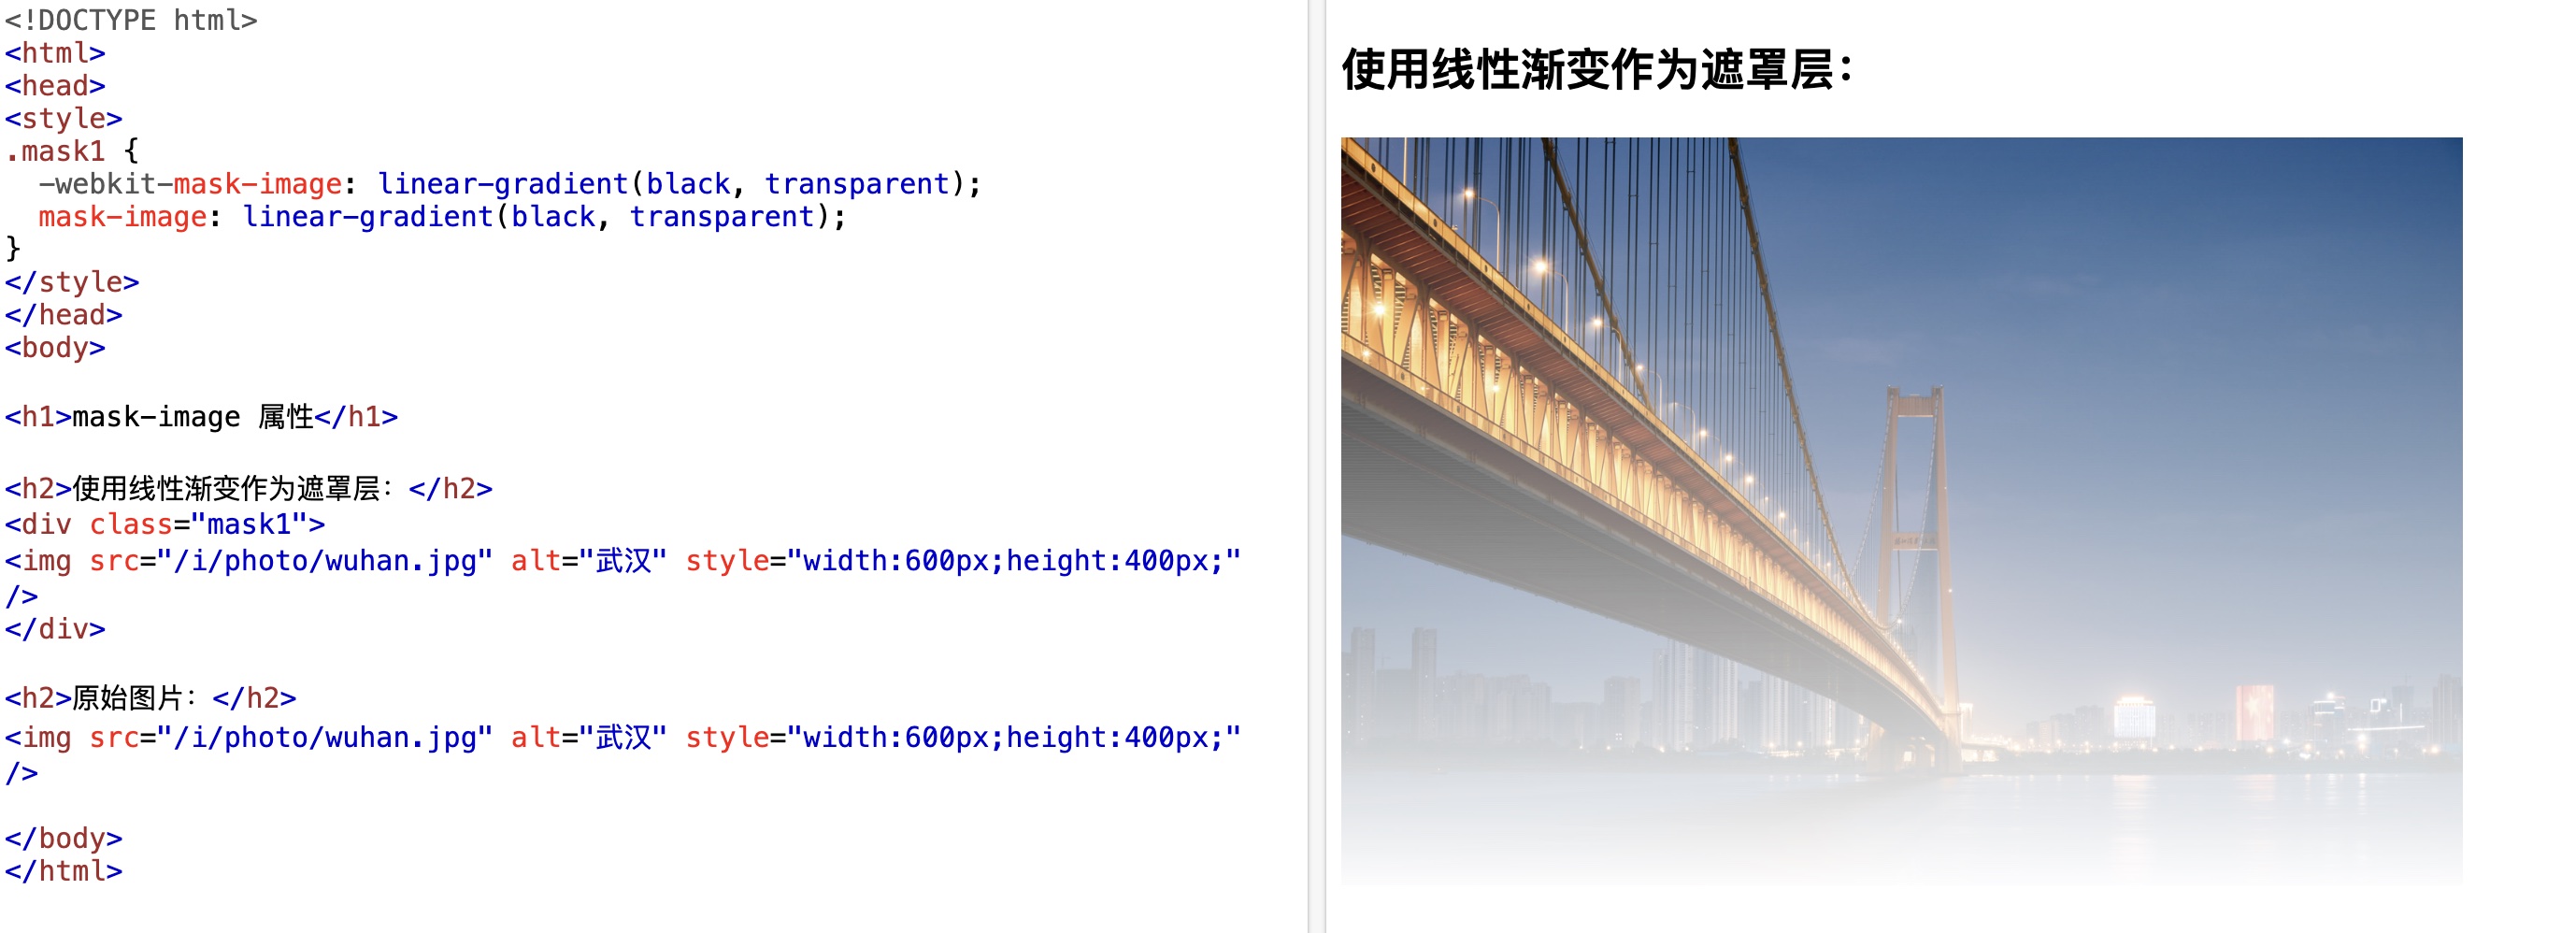 <!DOCTYPE html>
<html>
<head>
<style>
.mask1 {
  -webkit-mask-image: linear-gradient(black, transparent);
  mask-image: linear-gradient(black, transparent);
}
</style>
</head>
<body>
<h1>mask-image 属性</h1>
<h2>使用线性渐变作为遮罩层：</h2>
<div class="mask1">
<img src="/i/photo/wuhan.jpg" alt="武汉" style="width:600px;height:400px;"
/>
</div>
<h2>原始图片：</h2>
<img src="/i/photo/wuhan.jpg" alt="武汉" style="width:600px;height:400px;"
/>
</body>
</html>
使用线性渐变作为遮罩层：